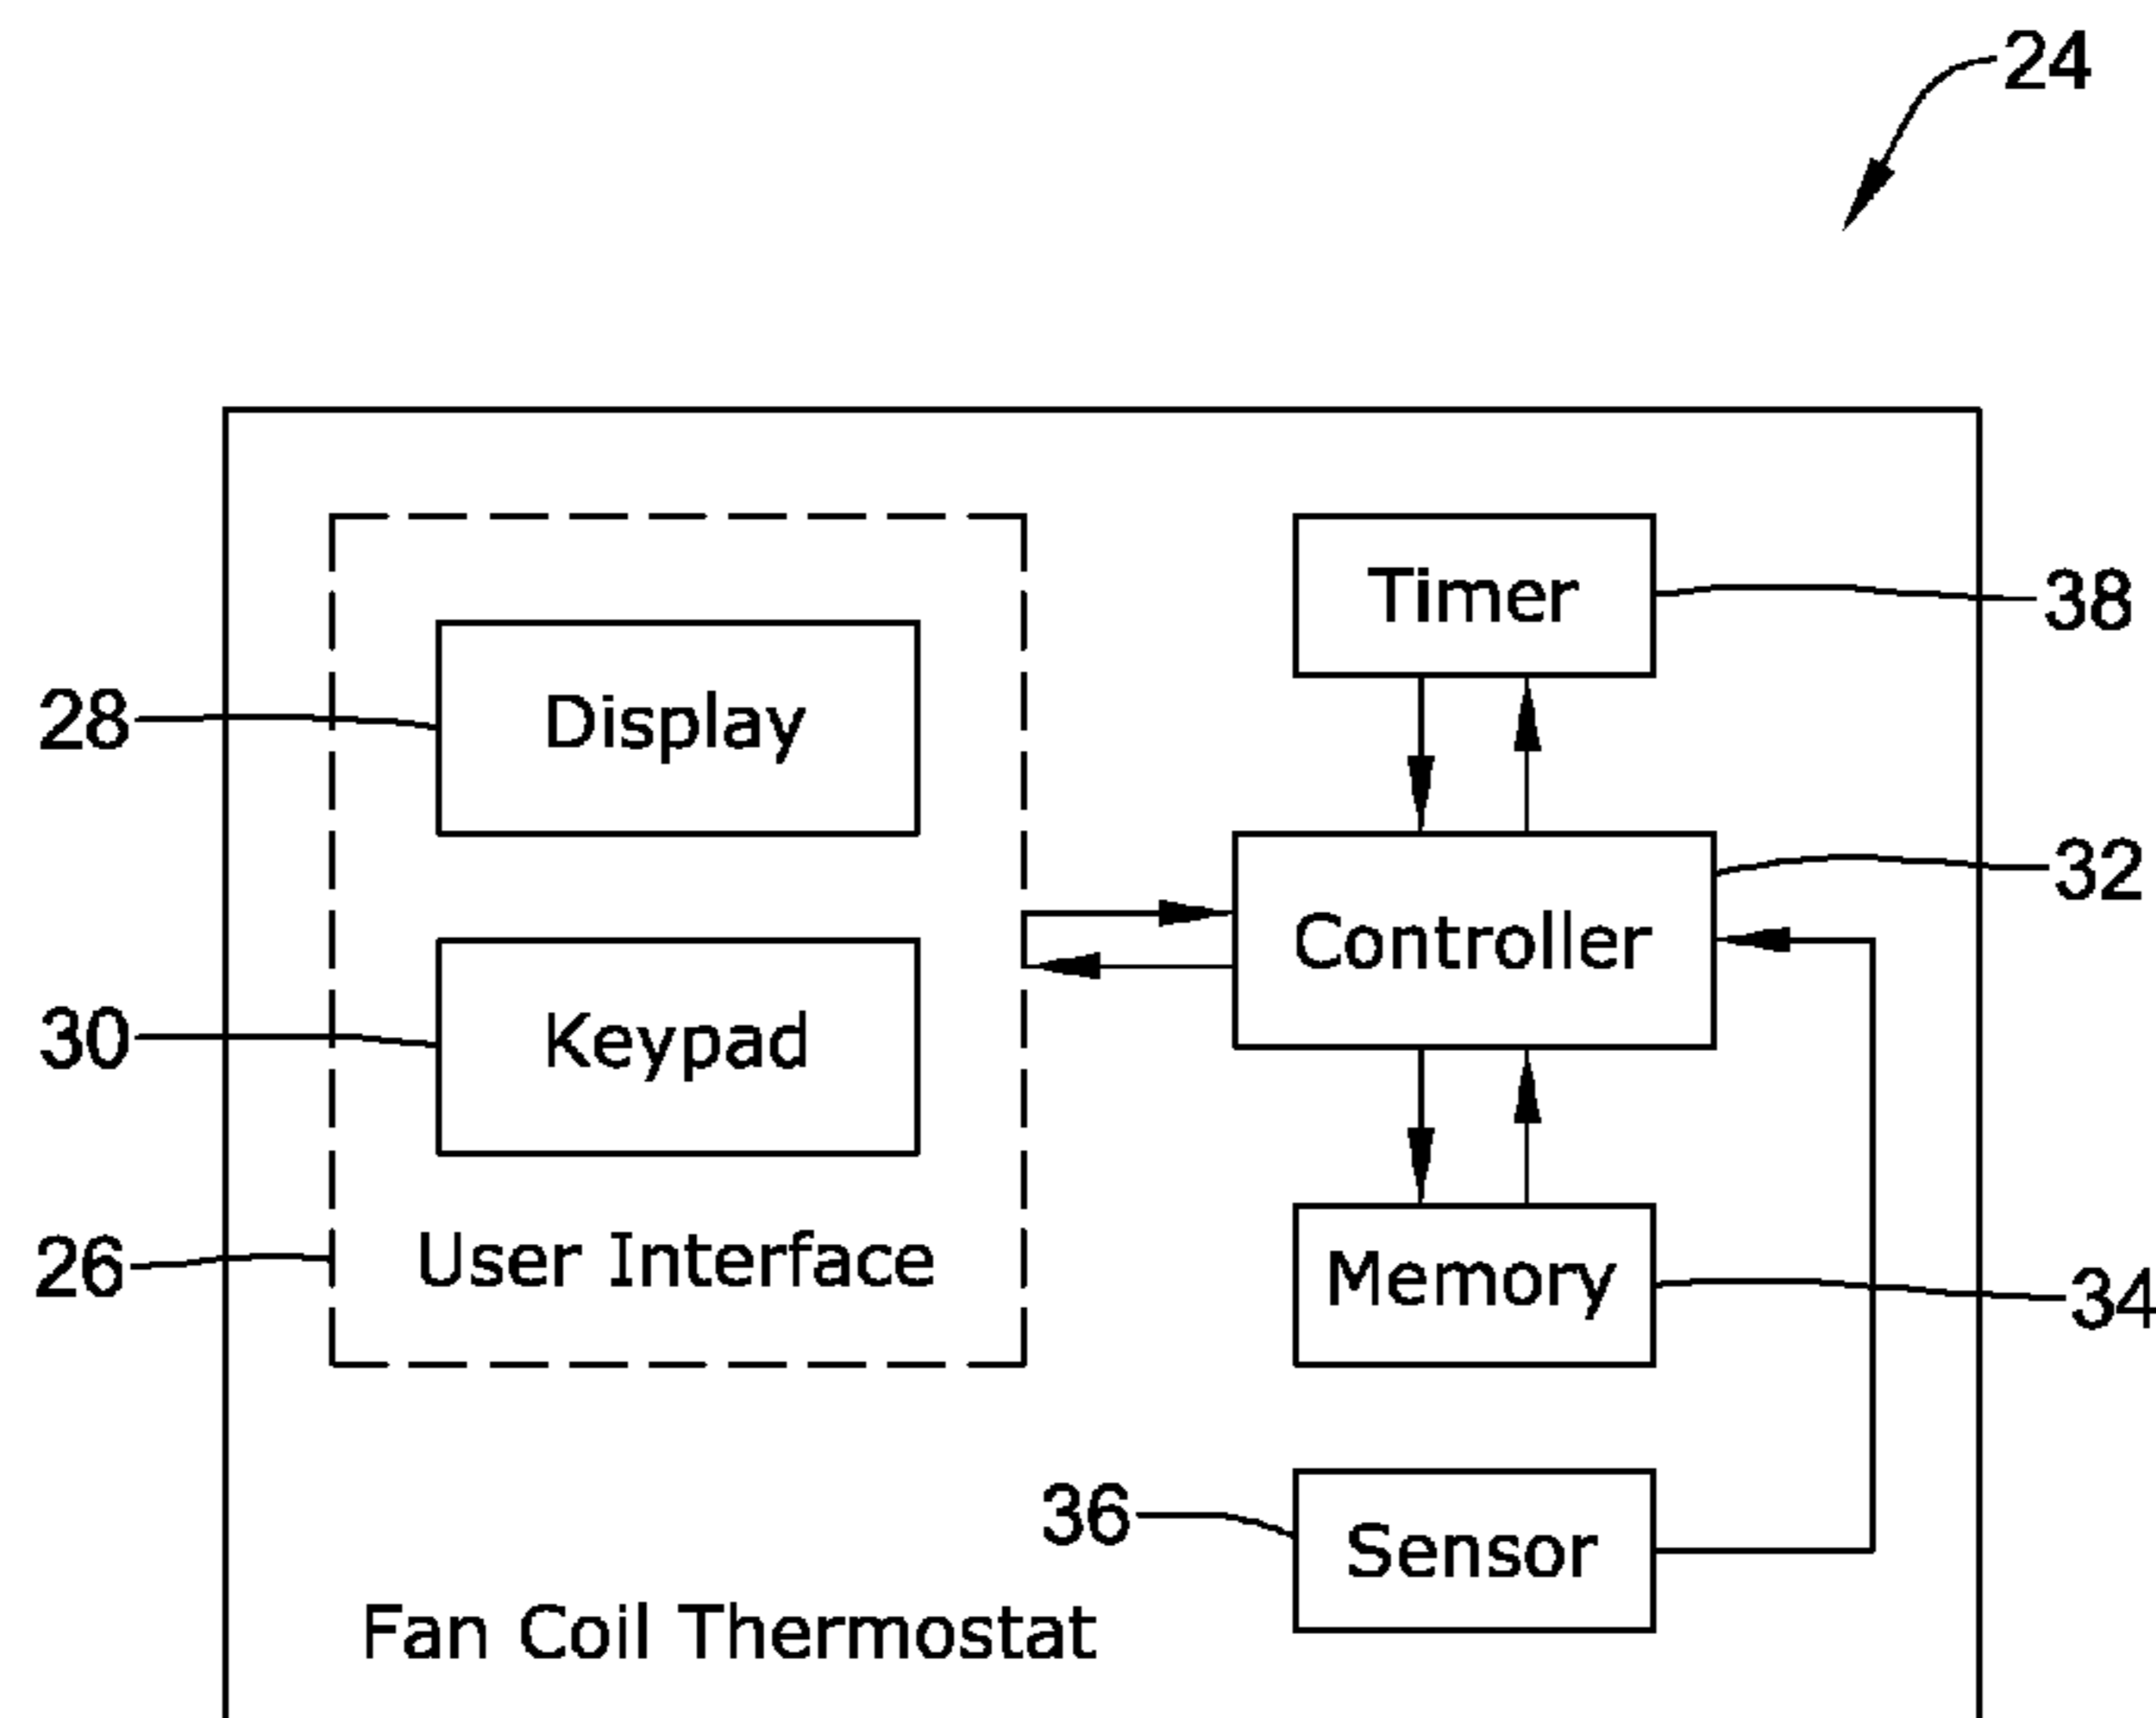 24
Timer
38
28
Display
32
Controller
30
Keypad
26
User Interface
Memory
34
36
Sensor
Fan Coil Thermostat